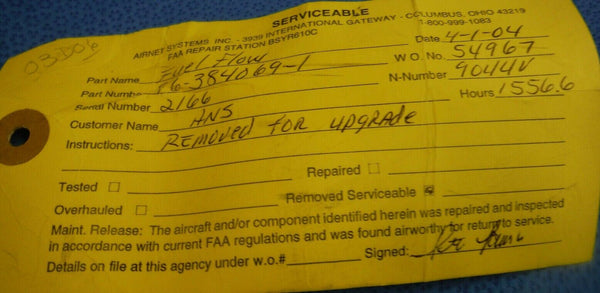 SERVICEABLE
AIRNET SYSTEMS INC - 3939 INTERNATIONAL GATEWAY - COLUMBUS, OHIO 43219
FAA REPAIR STATION BSYR610C 1-800-999-1083
Date 4-1-04
Part Name Fuel Flow W.O. No. 54967
Part Number 16-384069-1 N-Number 9044V
Serial Number 2166 Hours 1556.6
Customer Name ANS
Instructions: REMOVED FOR UPGRADE
Tested Repaired
Overhauled Removed Serviceable
Maint. Release: The aircraft and/or component identified herein was repaired and inspected
in accordance with current FAA regulations and was found airworthy for return to service.
Details on file at this agency under w.o.# Signed: